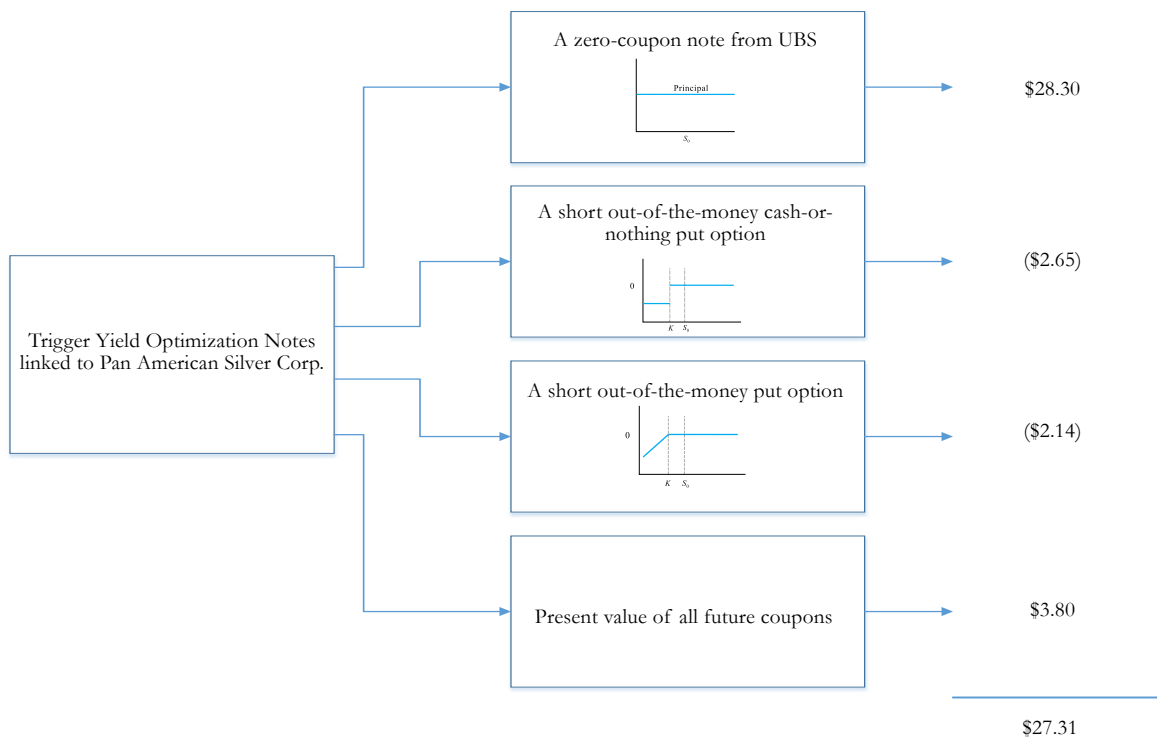 A zero-coupon note from UBS
Principal
S₀
$28.30
A short out-of-the-money cash-or-
nothing put option
0
K
S₀
($2.65)
Trigger Yield Optimization Notes
linked to Pan American Silver Corp.
A short out-of-the-money put option
0
K
S₀
($2.14)
Present value of all future coupons
$3.80
$27.31